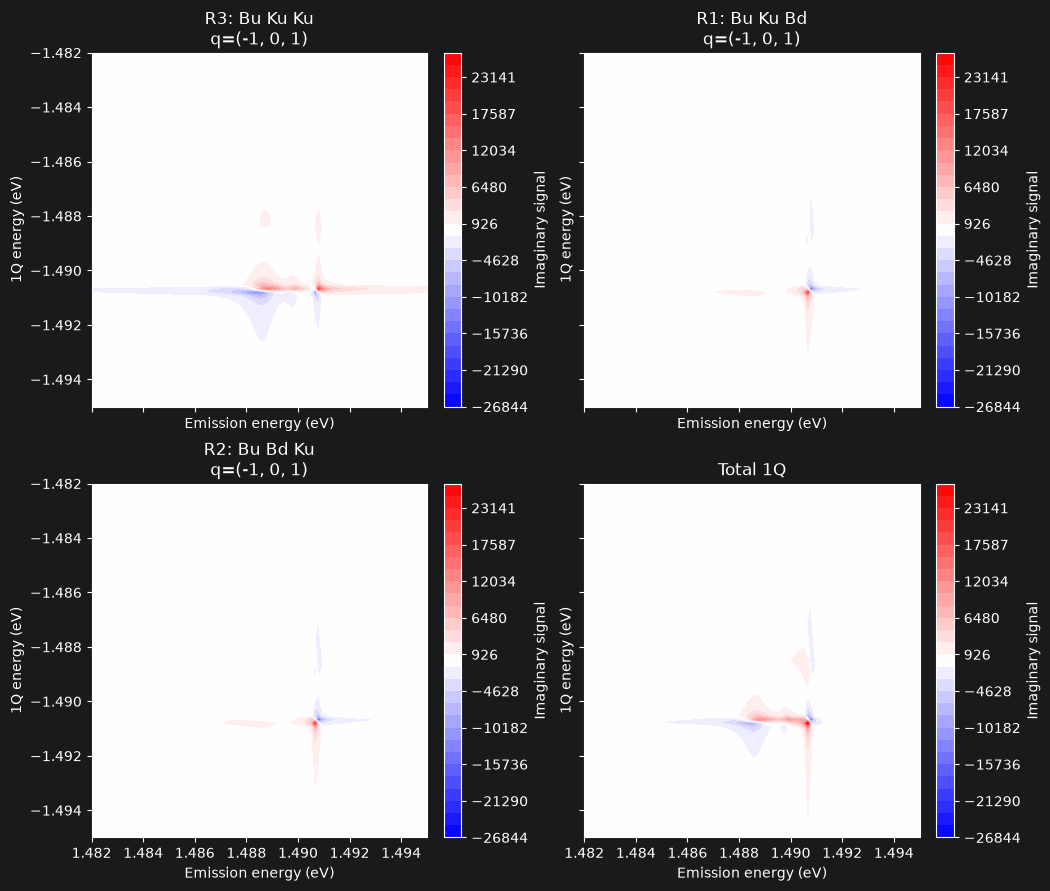 R3: Bu Ku Ku
q=(-1, 0, 1)
−1.482
−1.484
−1.486
−1.488
−1.490
−1.492
−1.494
1Q energy (eV)
Emission energy (eV)
23141
17587
12034
6480
926
−4628
−10182
−15736
−21290
−26844
Imaginary signal
R1: Bu Ku Bd
q=(-1, 0, 1)
1Q energy (eV)
Emission energy (eV)
23141
17587
12034
6480
926
−4628
−10182
−15736
−21290
−26844
Imaginary signal
R2: Bu Bd Ku
q=(-1, 0, 1)
−1.482
−1.484
−1.486
−1.488
−1.490
−1.492
−1.494
1Q energy (eV)
1.482 1.484 1.486 1.488 1.490 1.492 1.494
Emission energy (eV)
23141
17587
12034
6480
926
−4628
−10182
−15736
−21290
−26844
Imaginary signal
Total 1Q
1Q energy (eV)
1.482 1.484 1.486 1.488 1.490 1.492 1.494
Emission energy (eV)
23141
17587
12034
6480
926
−4628
−10182
−15736
−21290
−26844
Imaginary signal